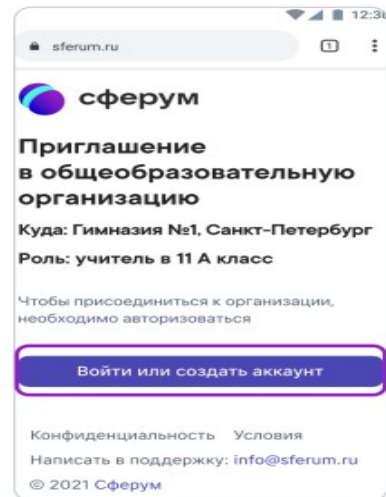 12:30
sferum.ru
1
сферум
Приглашение
в общеобразовательную
организацию
Куда: Гимназия №1, Санкт-Петербург
Роль: учитель в 11 А класс
Чтобы присоединиться к организации,
необходимо авторизоваться
Войти или создать аккаунт
Конфиденциальность Условия
Написать в поддержку: info@sferum.ru
© 2021 Сферум